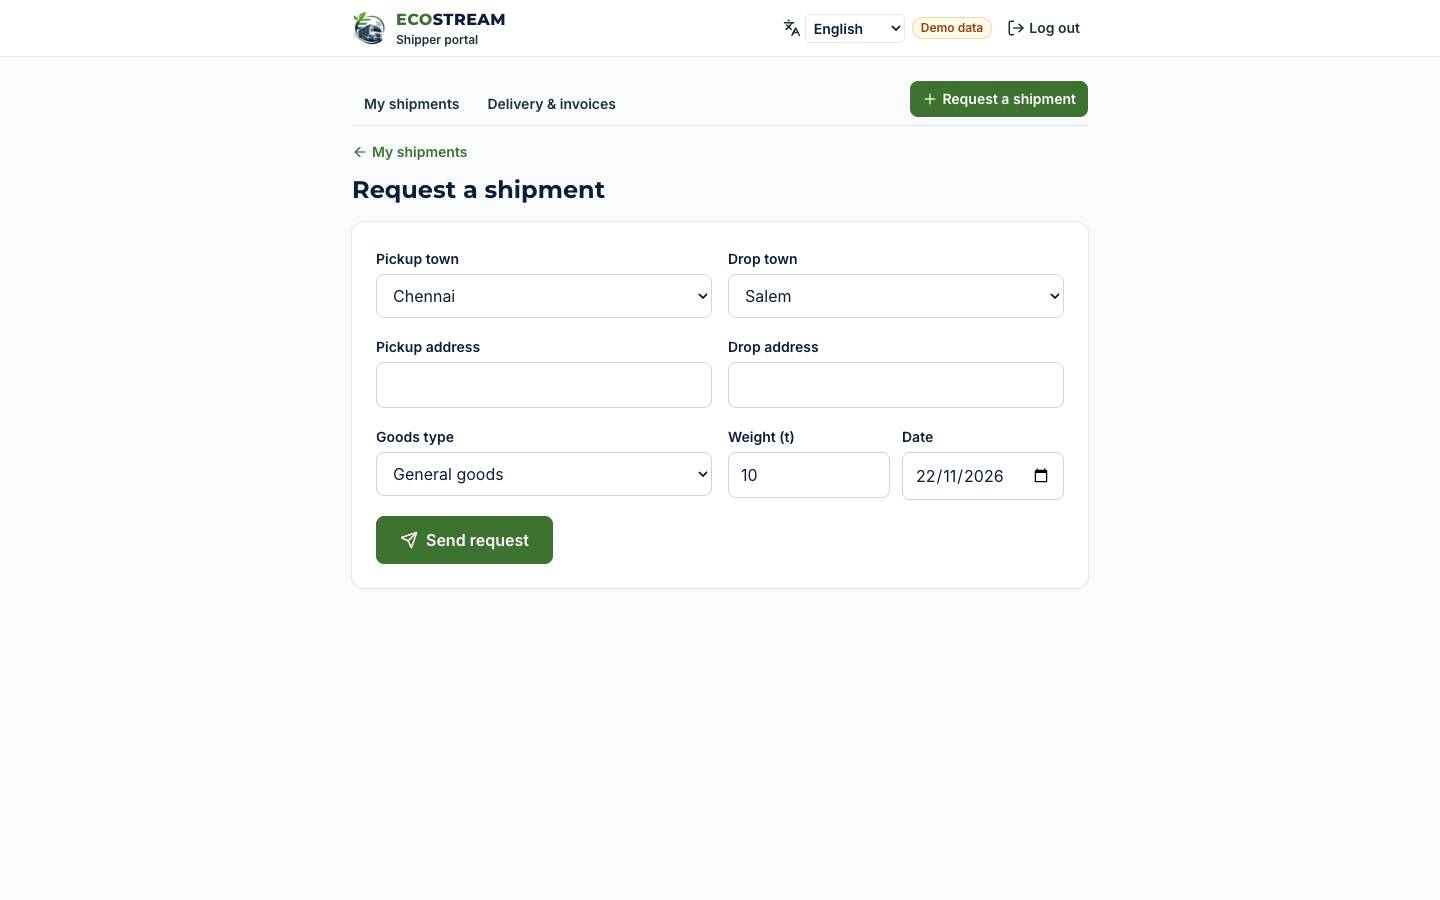 ECOSTREAM
Shipper portal
English
Demo data
Log out
My shipments
Delivery & invoices
Request a shipment
My shipments
Request a shipment
Pickup town
Drop town
Chennai
Salem
Pickup address
Drop address
Goods type
Weight (t)
Date
General goods
10
22/11/2026
Send request